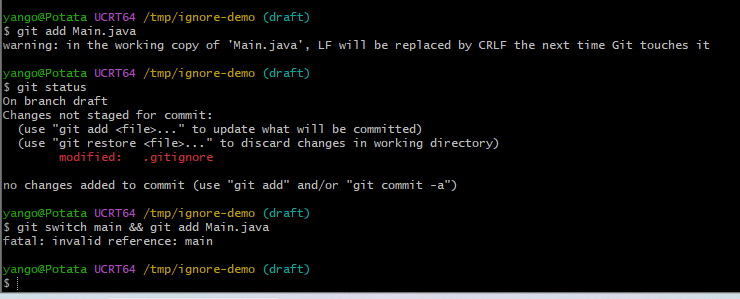 yango@Potata UCRT64 /tmp/ignore-demo (draft)
$ git add Main.java
warning: in the working copy of 'Main.java', LF will be replaced by CRLF the next time Git touches it
yango@Potata UCRT64 /tmp/ignore-demo (draft)
$ git status
On branch draft
Changes not staged for commit:
  (use "git add <file>..." to update what will be committed)
  (use "git restore <file>..." to discard changes in working directory)
        modified:   .gitignore
no changes added to commit (use "git add" and/or "git commit -a")
yango@Potata UCRT64 /tmp/ignore-demo (draft)
$ git switch main && git add Main.java
fatal: invalid reference: main
yango@Potata UCRT64 /tmp/ignore-demo (draft)
$